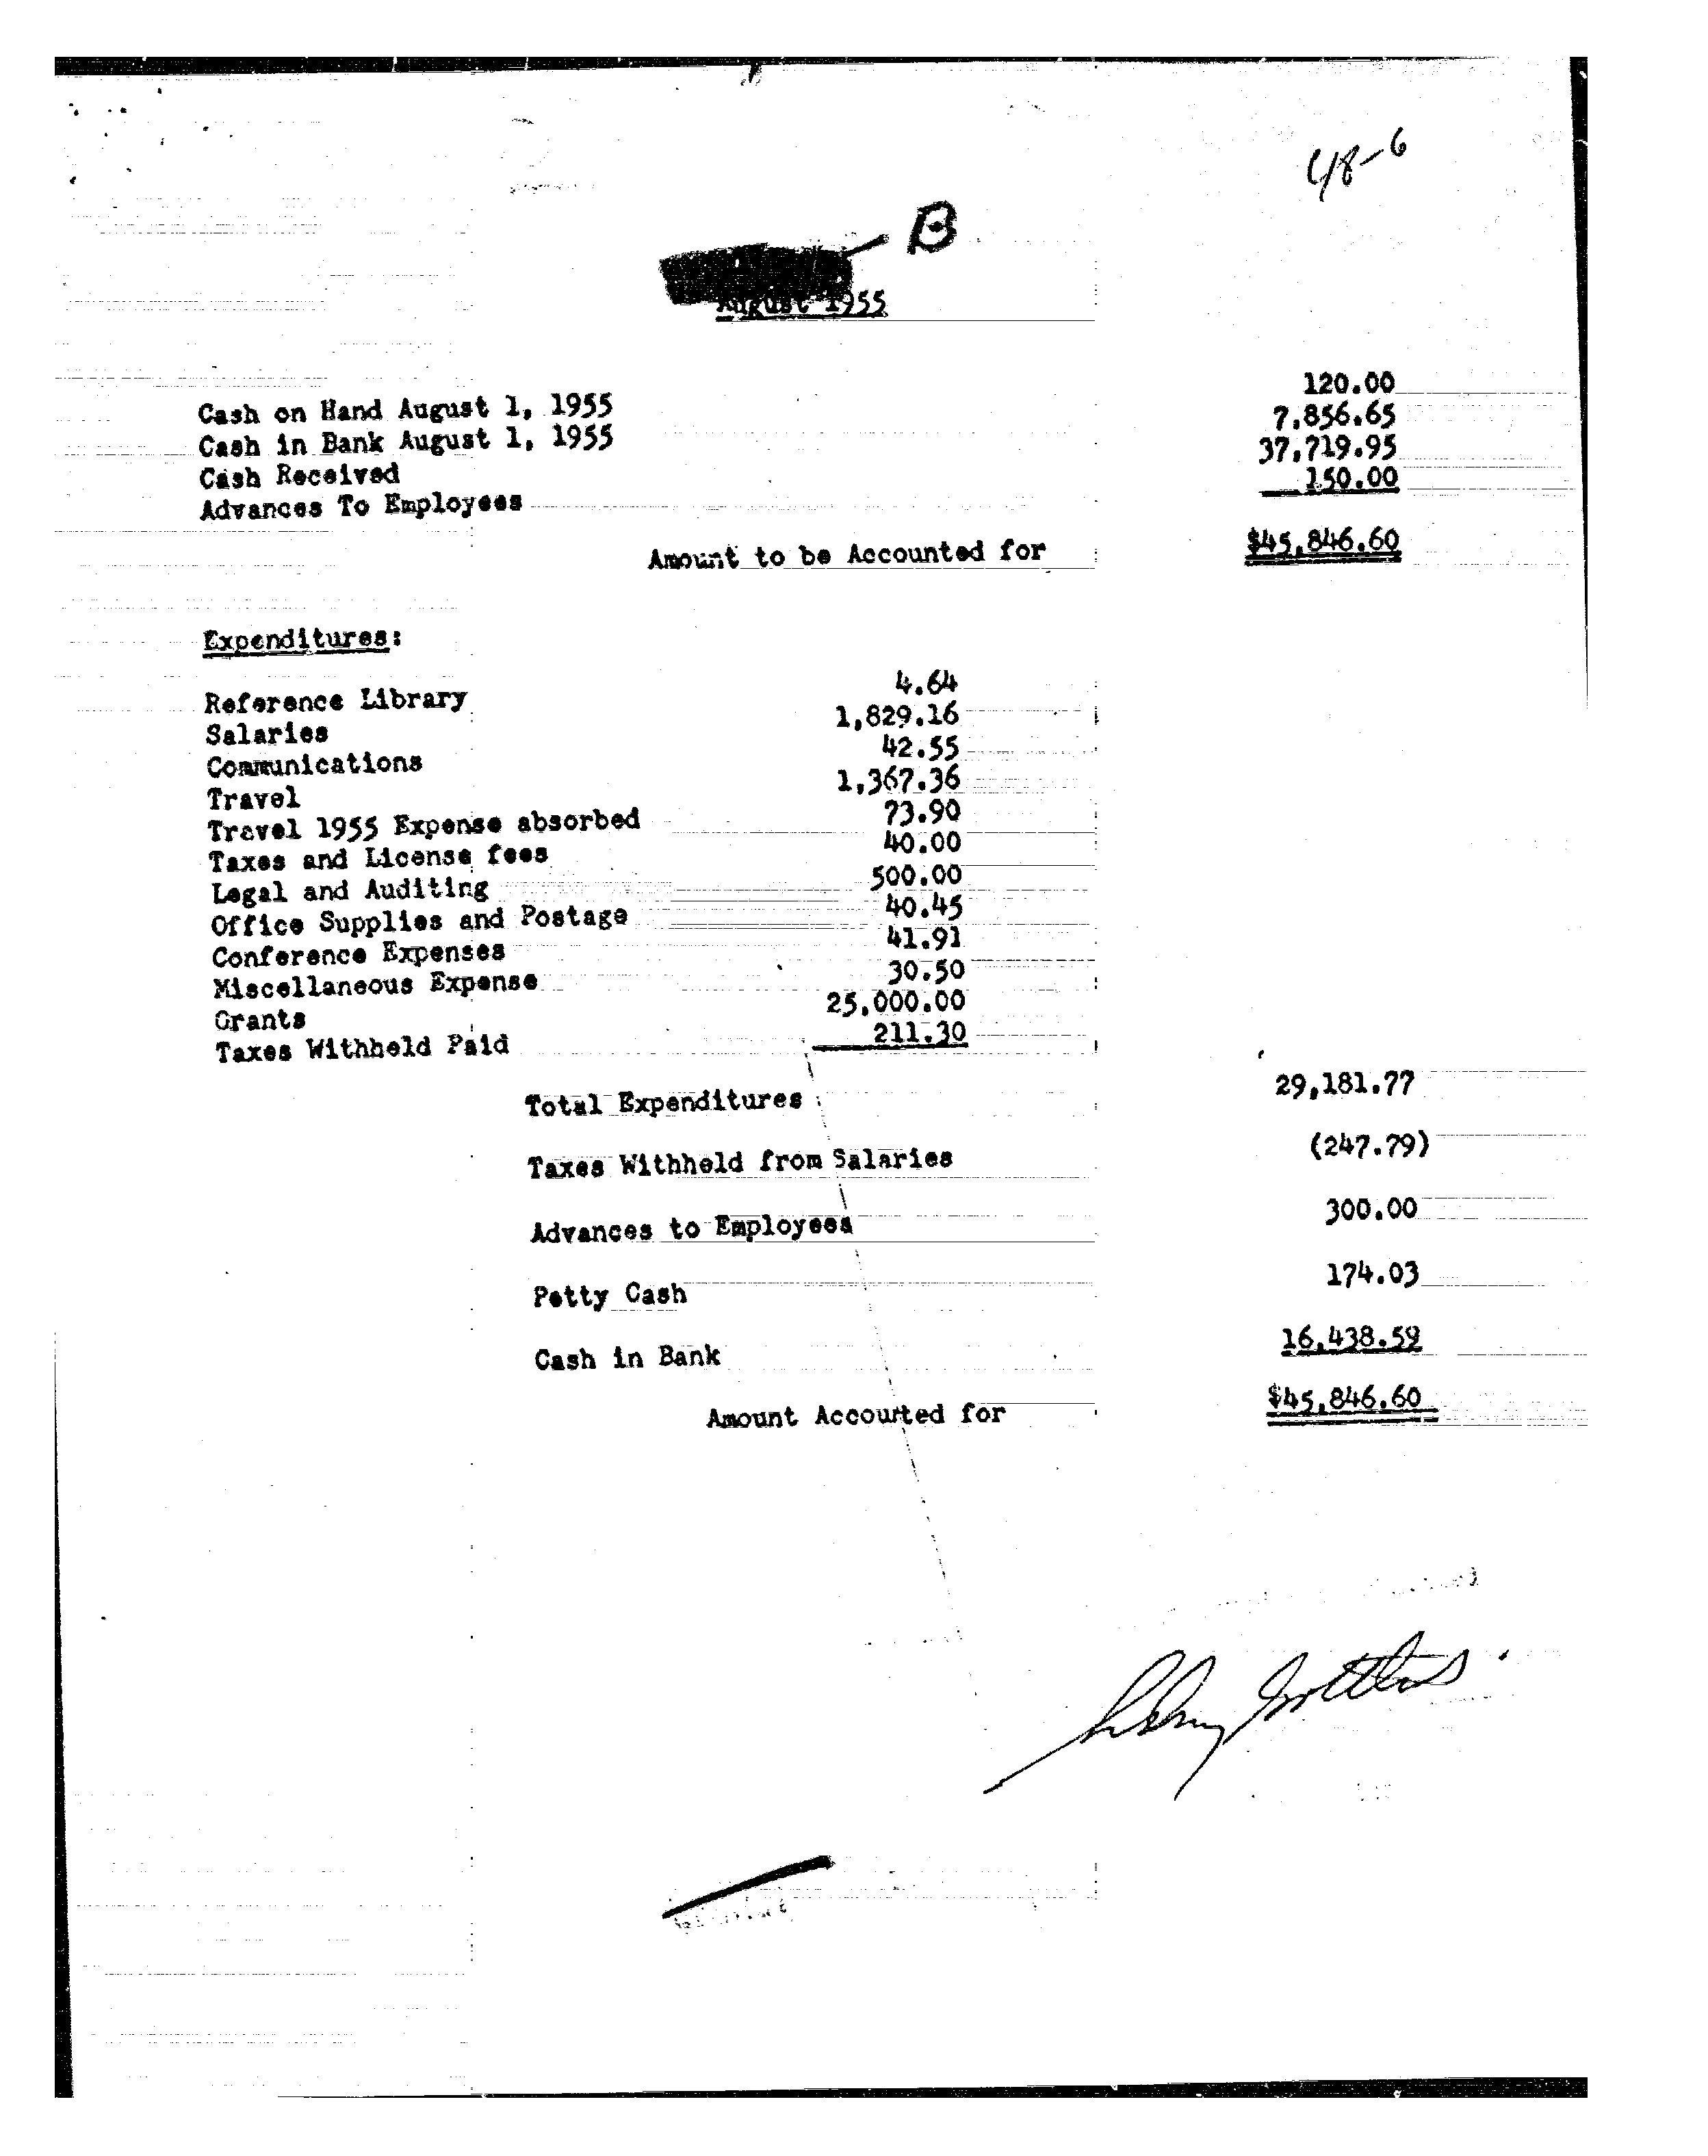 48-6
B
August 1955
Cash on Hand August 1, 1955 120.00
Cash in Bank August 1, 1955 7,856.65
Cash Received 37,719.95
Advances To Employees 150.00
Amount to be Accounted for $45,846.60
Expenditures:
Reference Library 4.64
Salaries 1,829.16
Communications 42.55
Travel 1,367.36
Travel 1955 Expense absorbed 73.90
Taxes and License fees 40.00
Legal and Auditing 500.00
Office Supplies and Postage 40.45
Conference Expenses 41.91
Miscellaneous Expense 30.50
Grants 25,000.00
Taxes Withheld Paid 211.30
Total Expenditures 29,181.77
Taxes Withheld from Salaries (247.79)
Advances to Employees 300.00
Petty Cash 174.03
Cash in Bank 16,438.59
Amount Accounted for $45,846.60